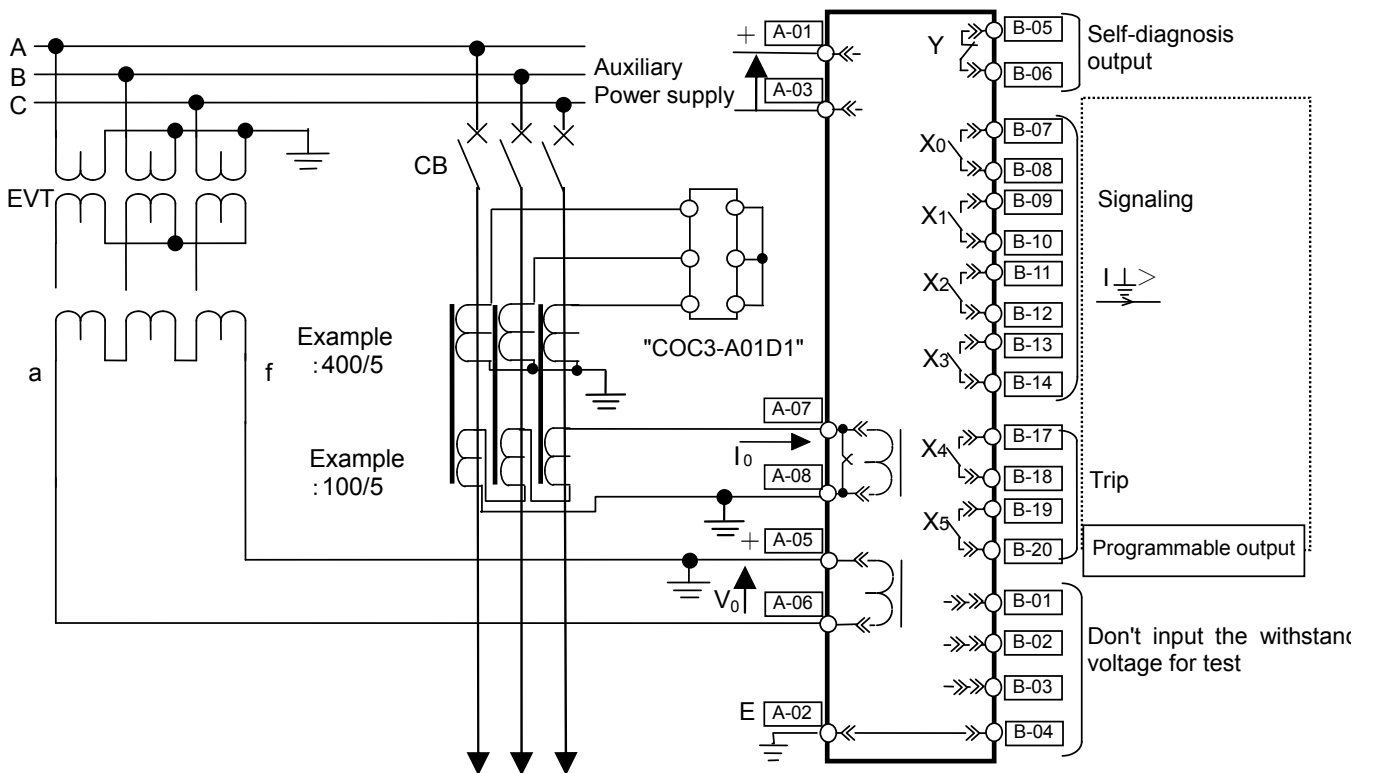 A
B
C
EVT
a
f
CB
Auxiliary
Power supply
Example
:400/5
Example
:100/5
"COC3-A01D1"
+ A-01
A-03
A-07
I0
A-08
+ A-05
V0
A-06
E A-02
Y
X0
X1
X2
X3
X4
X5
B-05
B-06
B-07
B-08
B-09
B-10
B-11
B-12
B-13
B-14
B-17
B-18
B-19
B-20
B-01
B-02
B-03
B-04
Self-diagnosis
output
Signaling
I >
Trip
Programmable output
Don't input the withstand
voltage for test